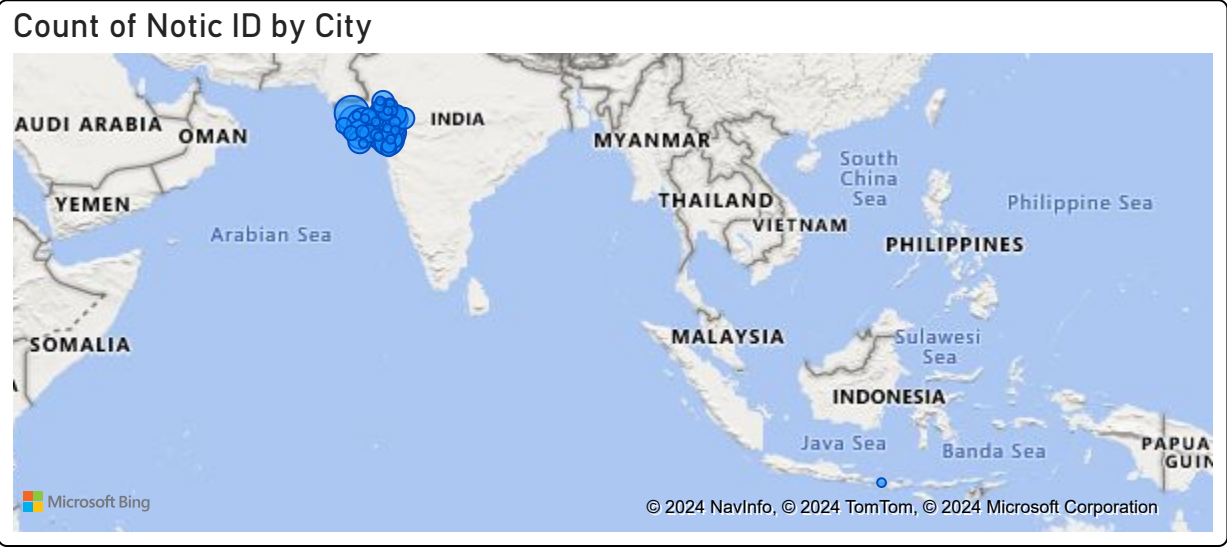 Count of Notic ID by City
AUDI ARABIA
OMAN
INDIA
MYANMAR
YEMEN
Arabian Sea
South
China
Sea
THAILAND
VIETNAM
Philippine Sea
PHILIPPINES
SOMALIA
MALAYSIA
Sulawesi
Sea
A
INDONESIA
Java Sea
Banda Sea
PAPUA
GUIN
Microsoft Bing
© 2024 NavInfo, © 2024 TomTom, © 2024 Microsoft Corporation